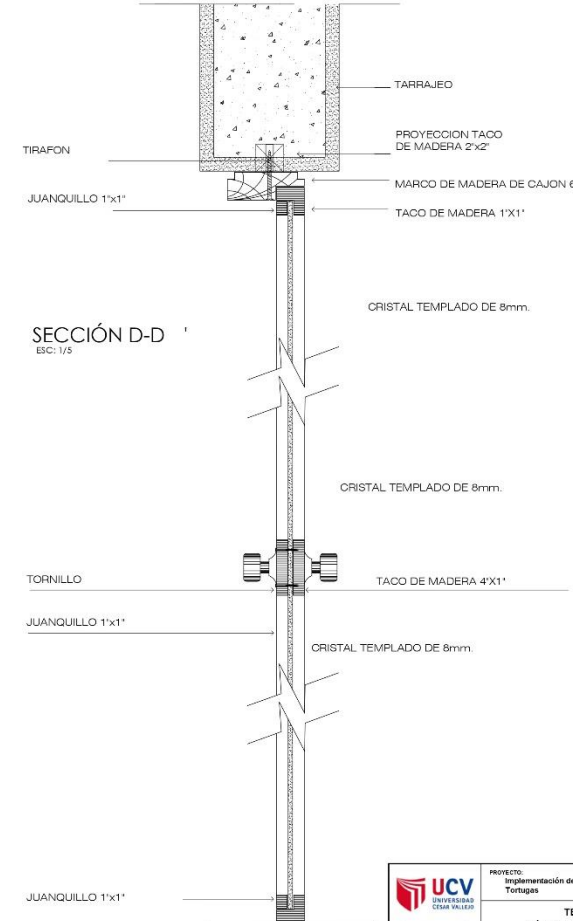 TARRAJEO
PROYECCION TACO
DE MADERA 2"x2"
TIRAFON
MARCO DE MADERA DE CAJON 6
JUANQUILLO 1"x1"
TACO DE MADERA 1"X1"
CRISTAL TEMPLADO DE 8mm.
SECCIÓN D-D '
ESC: 1/5
CRISTAL TEMPLADO DE 8mm.
TORNILLO
TACO DE MADERA 4"X1"
JUANQUILLO 1"x1"
CRISTAL TEMPLADO DE 8mm.
JUANQUILLO 1"x1"
UCV
UNIVERSIDAD
CÉSAR VALLEJO
PROYECTO:
Implementación de
Tortugas